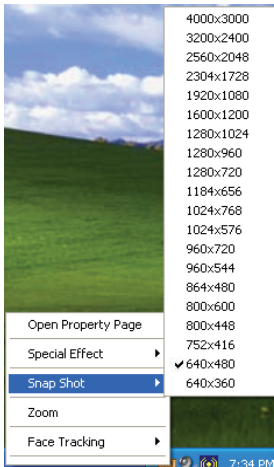 4000x3000
3200x2400
2560x2048
2304x1728
1920x1080
1600x1200
1280x1024
1280x960
1280x720
1184x656
1024x768
1024x576
960x720
960x544
864x480
800x600
800x448
752x416
640x480
640x360
Open Property Page
Special Effect
Snap Shot
Zoom
Face Tracking
7:34 PM